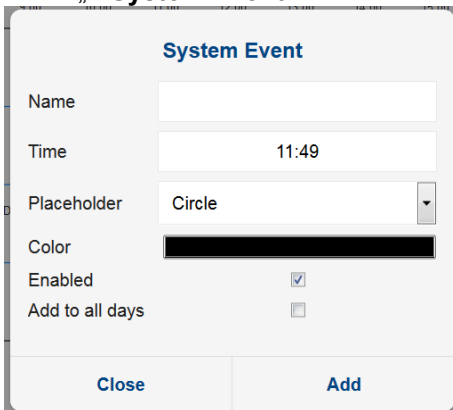 System Event
Name
Time 11:49
Placeholder Circle
Color
Enabled
Add to all days
Close Add